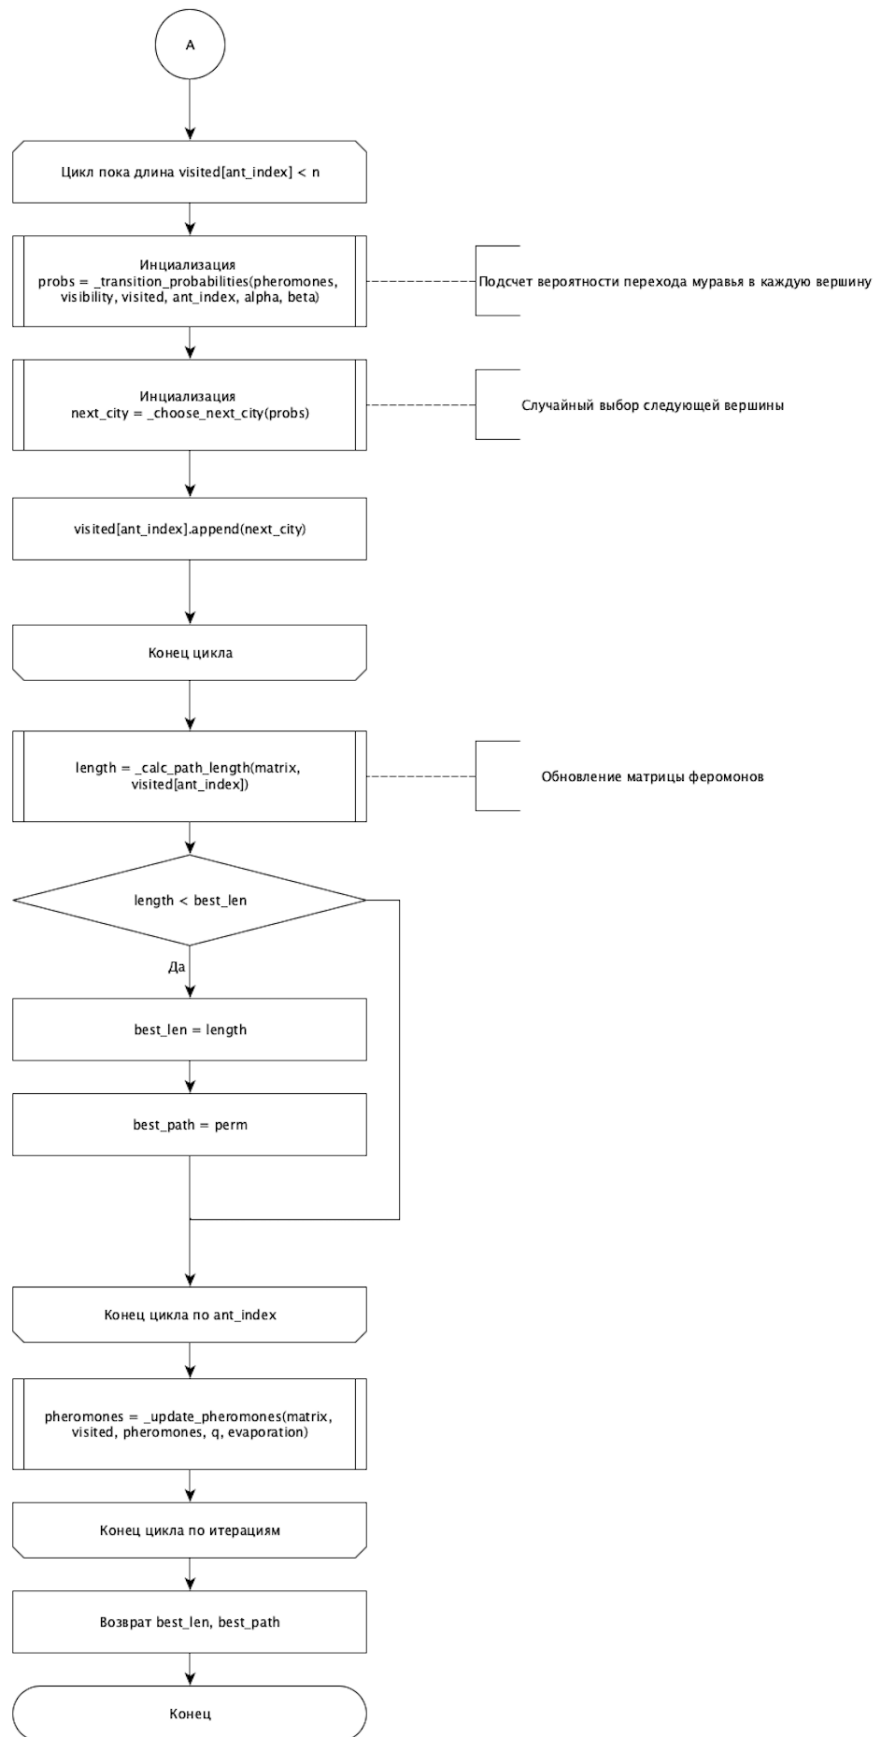 A
Цикл пока длина visited[ant_index] < n
Инциализация
probs = _transition_probabilities(pheromones,
visibility, visited, ant_index, alpha, beta)
Подсчет вероятности перехода муравья в каждую вершину
Инциализация
next_city = _choose_next_city(probs)
Случайный выбор следующей вершины
visited[ant_index].append(next_city)
Конец цикла
length = _calc_path_length(matrix,
visited[ant_index])
Обновление матрицы феромонов
length < best_len
Да
best_len = length
best_path = perm
Конец цикла по ant_index
pheromones = _update_pheromones(matrix,
visited, pheromones, q, evaporation)
Конец цикла по итерациям
Возврат best_len, best_path
Конец